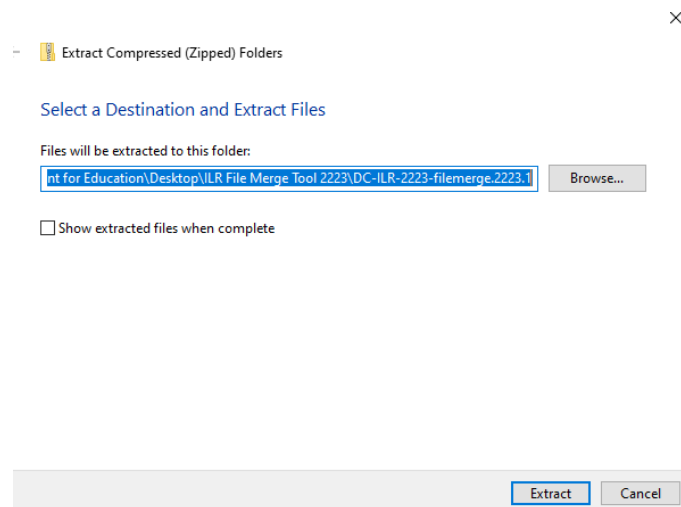 Extract Compressed (Zipped) Folders
Select a Destination and Extract Files
Files will be extracted to this folder:
nt for Education\Desktop\ILR File Merge Tool 2223\DC-ILR-2223-filemerge.2223.1
Browse...
Show extracted files when complete
Extract
Cancel